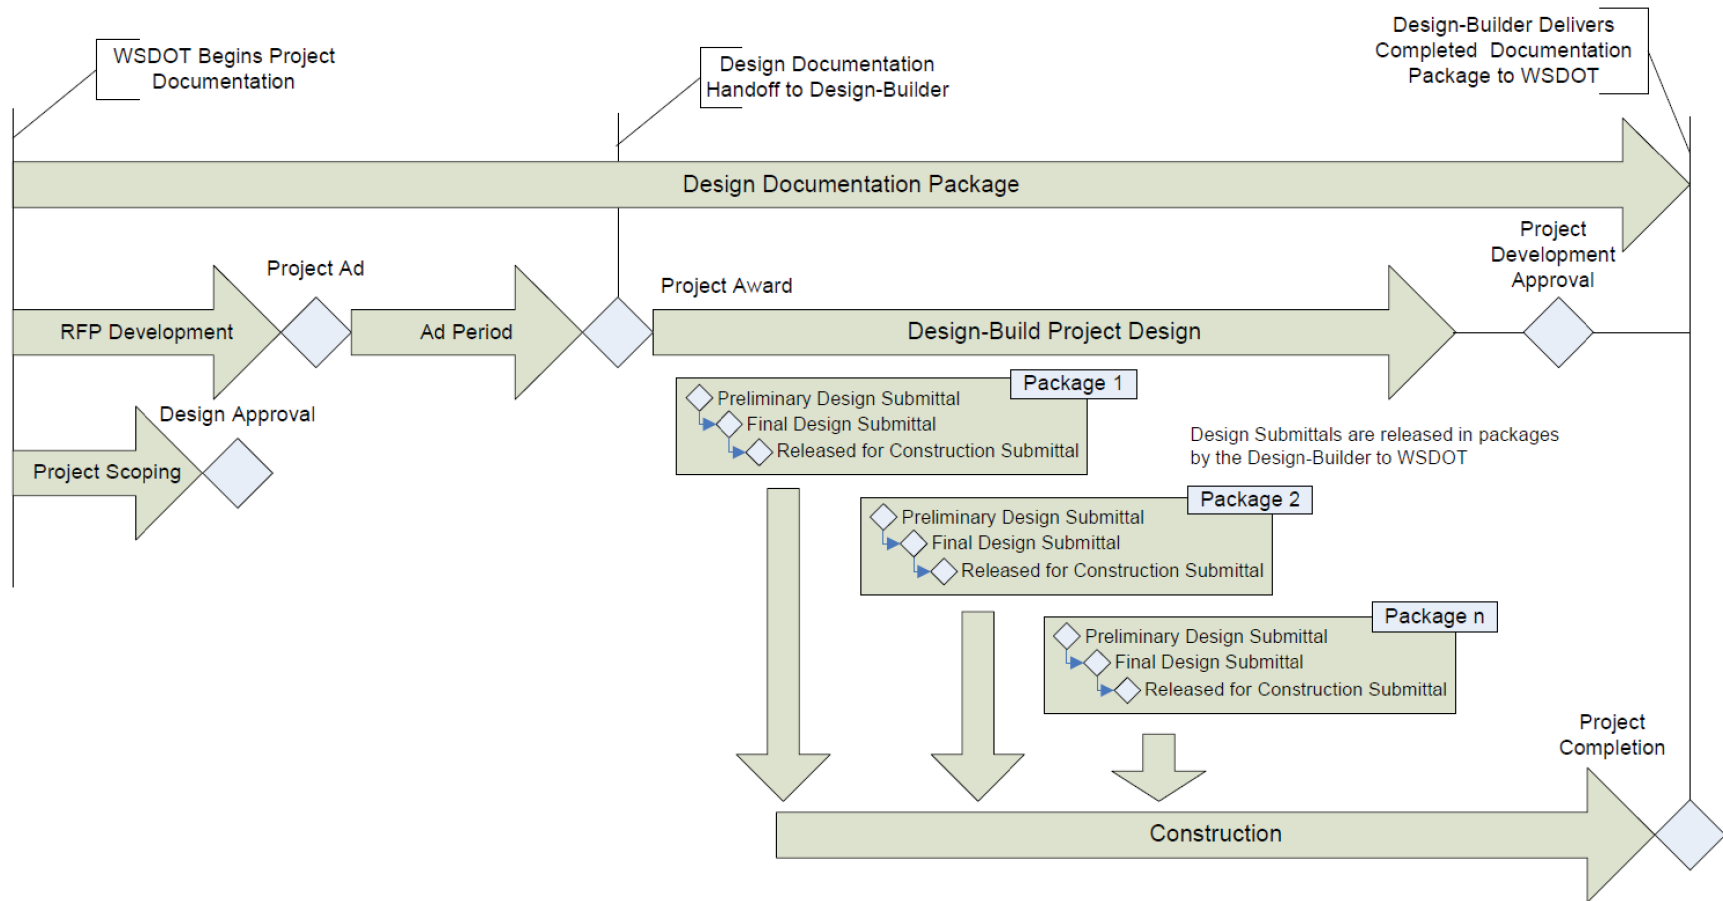 WSDOT Begins Project
Documentation
Design Documentation
Handoff to Design-Builder
Design-Builder Delivers
Completed Documentation
Package to WSDOT
Design Documentation Package
Project Ad
Project Award
Project
Development
Approval
RFP Development
Ad Period
Design-Build Project Design
Design Approval
Project Scoping
Package 1
Preliminary Design Submittal
Final Design Submittal
Released for Construction Submittal
Design Submittals are released in packages
by the Design-Builder to WSDOT
Package 2
Preliminary Design Submittal
Final Design Submittal
Released for Construction Submittal
Package n
Preliminary Design Submittal
Final Design Submittal
Released for Construction Submittal
Project
Completion
Construction